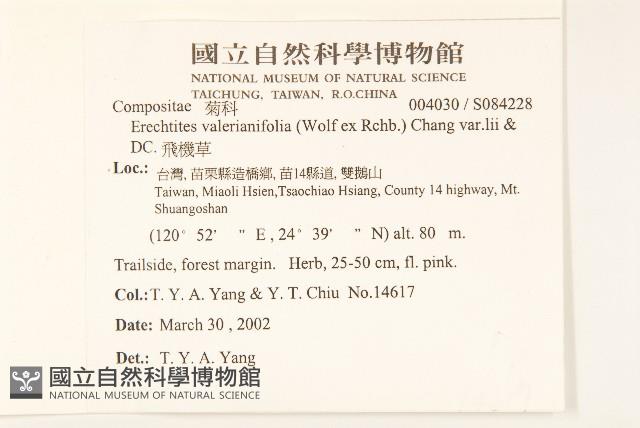 國立自然科學博物館
NATIONAL MUSEUM OF NATURAL SCIENCE
TAICHUNG, TAIWAN, R.O.CHINA
Compositae 菊科 004030 / S084228
Erechtites valerianifolia (Wolf ex Rchb.) Chang var.lii &
DC. 飛機草
Loc.: 台灣, 苗栗縣造橋鄉, 苗14縣道, 雙鵝山
Taiwan, Miaoli Hsien,Tsaochiao Hsiang, County 14 highway, Mt.
Shuangoshan
(120° 52' " E , 24° 39' " N) alt. 80 m.
Trailside, forest margin. Herb, 25-50 cm, fl. pink.
Col.: T. Y. A. Yang & Y. T. Chiu No.14617
Date: March 30 , 2002
Det.: T. Y. A. Yang
國立自然科學博物館
NATIONAL MUSEUM OF NATURAL SCIENCE